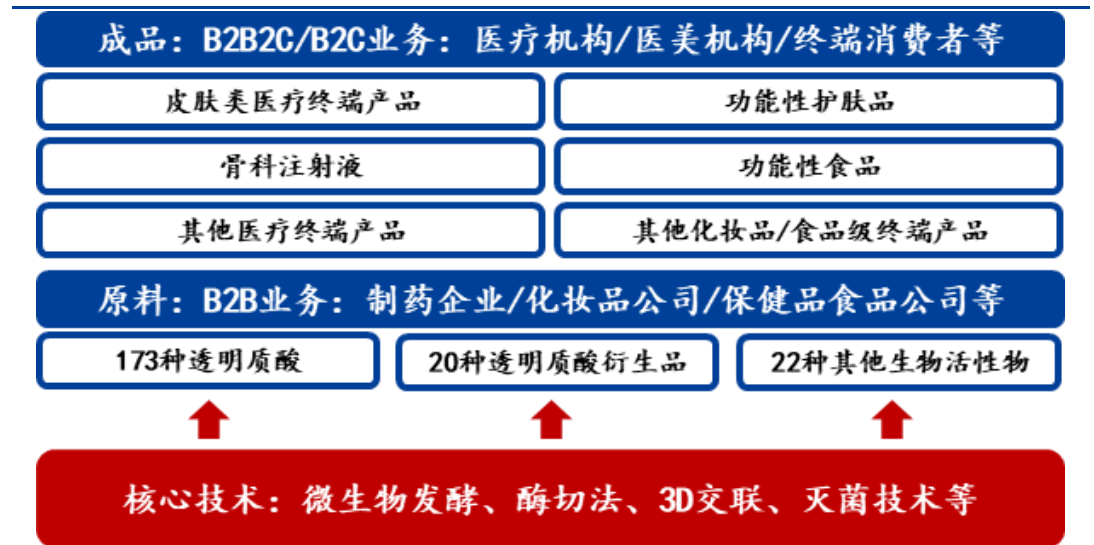 成品：B2B2C/B2C业务：医疗机构/医美机构/终端消费者等
皮肤类医疗终端产品
功能性护肤品
骨科注射液
功能性食品
其他医疗终端产品
其他化妆品/食品级终端产品
原料：B2B业务：制药企业/化妆品公司/保健品食品公司等
173种透明质酸
20种透明质酸衍生品
22种其他生物活性物
核心技术：微生物发酵、酶切法、3D交联、灭菌技术等